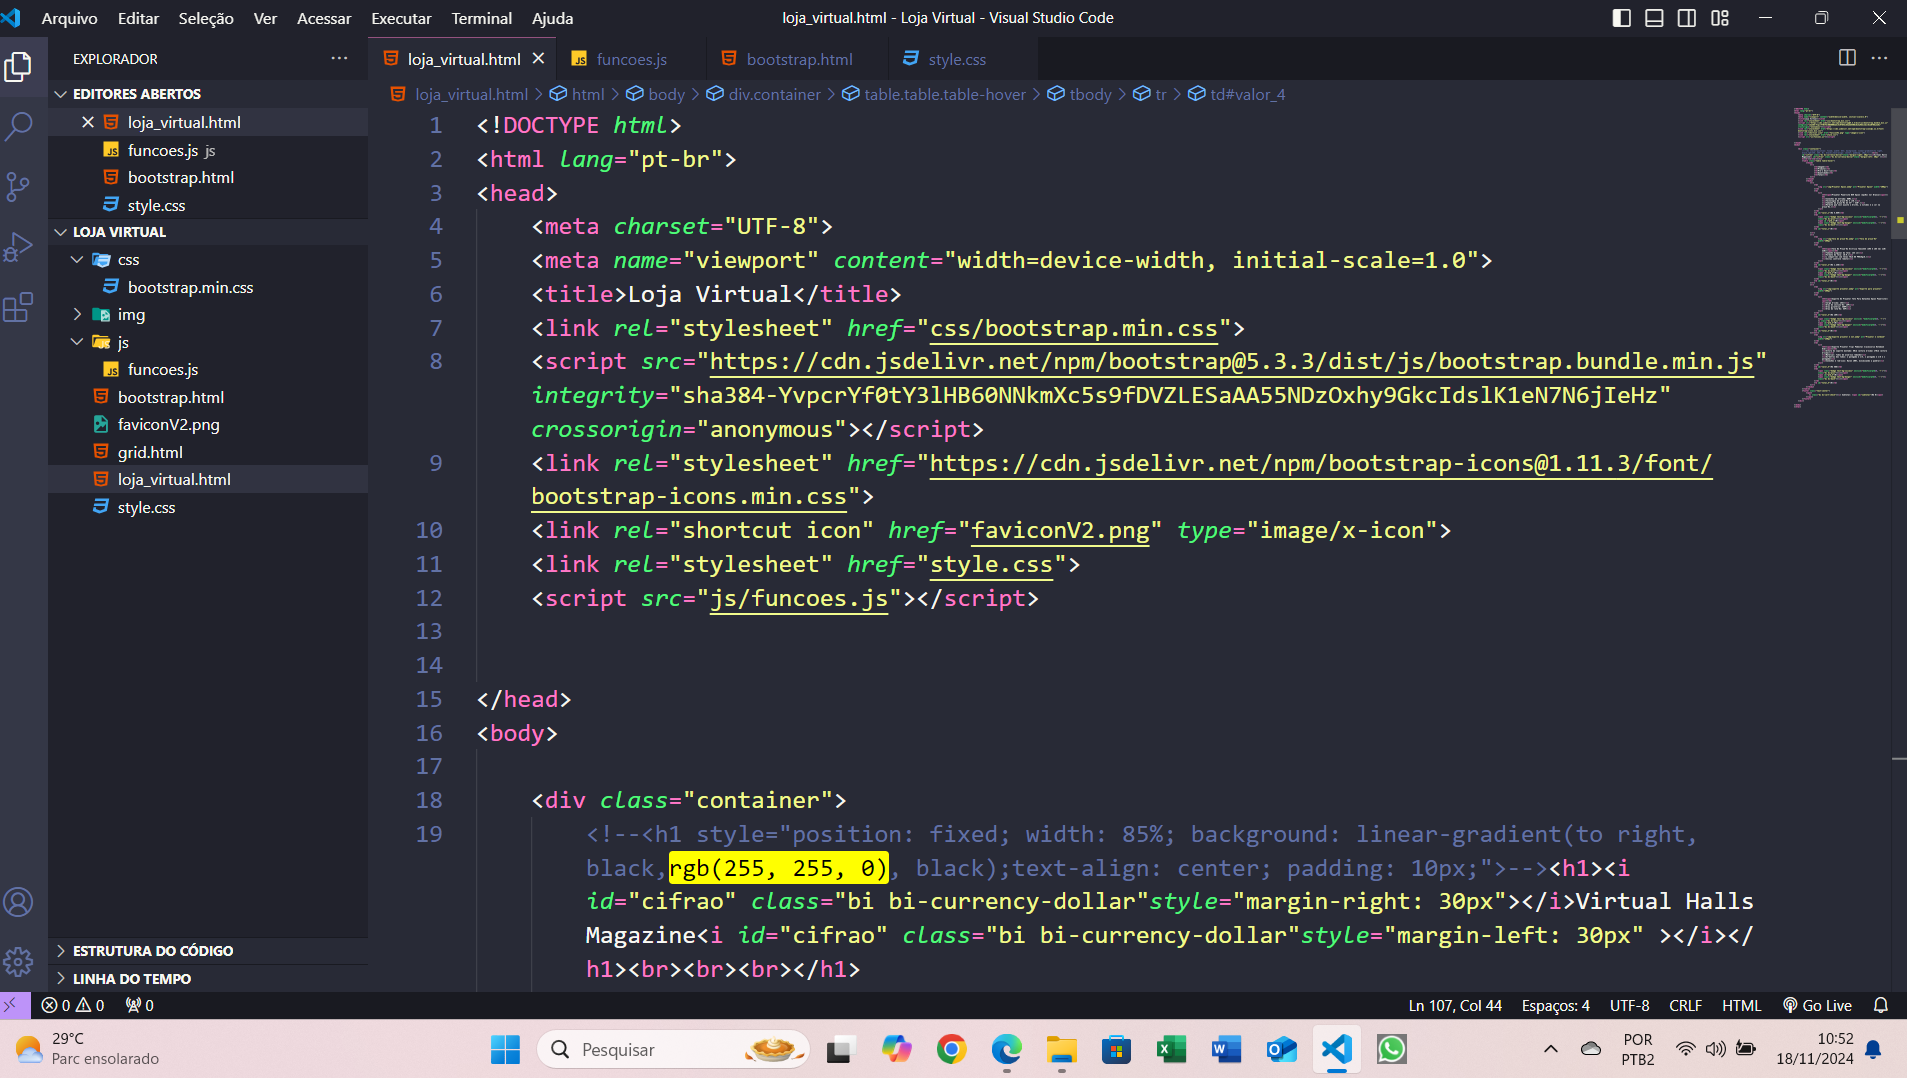 Arquivo Editar Seleção Ver Acessar Executar Terminal Ajuda
loja_virtual.html - Loja Virtual - Visual Studio Code
EXPLORADOR
EDITORES ABERTOS
loja_virtual.html
funcoes.js js
bootstrap.html
style.css
LOJA VIRTUAL
css
bootstrap.min.css
img
js
funcoes.js
bootstrap.html
faviconV2.png
grid.html
loja_virtual.html
style.css
ESTRUTURA DO CÓDIGO
LINHA DO TEMPO
loja_virtual.html funcoes.js bootstrap.html style.css
loja_virtual.html > html > body > div.container > table.table.table-hover > tbody > tr > td#valor_4
1 <!DOCTYPE html>
2 <html lang="pt-br">
3 <head>
4 <meta charset="UTF-8">
5 <meta name="viewport" content="width=device-width, initial-scale=1.0">
6 <title>Loja Virtual</title>
7 <link rel="stylesheet" href="css/bootstrap.min.css">
8 <script src="https://cdn.jsdelivr.net/npm/bootstrap@5.3.3/dist/js/bootstrap.bundle.min.js"
integrity="sha384-YvpcrYf0tY3lHB60NNkmXc5s9fDVZLESaAA55NDzOxhy9GkcIdslK1eN7N6jIeHz"
crossorigin="anonymous"></script>
9 <link rel="stylesheet" href="https://cdn.jsdelivr.net/npm/bootstrap-icons@1.11.3/font/
bootstrap-icons.min.css">
10 <link rel="shortcut icon" href="faviconV2.png" type="image/x-icon">
11 <link rel="stylesheet" href="style.css">
12 <script src="js/funcoes.js"></script>
13
14
15 </head>
16 <body>
17
18 <div class="container">
19 <!--<h1 style="position: fixed; width: 85%; background: linear-gradient(to right,
black,rgb(255, 255, 0), black);text-align: center; padding: 10px;">--><h1><i
id="cifrao" class="bi bi-currency-dollar"style="margin-right: 30px"></i>Virtual Halls
Magazine<i id="cifrao" class="bi bi-currency-dollar"style="margin-left: 30px" ></i></
h1><br><br><br></h1>
0 0 0
Ln 107, Col 44 Espaços: 4 UTF-8 CRLF HTML Go Live
29°C
Parc ensolarado
Pesquisar
POR
PTB2
10:52
18/11/2024